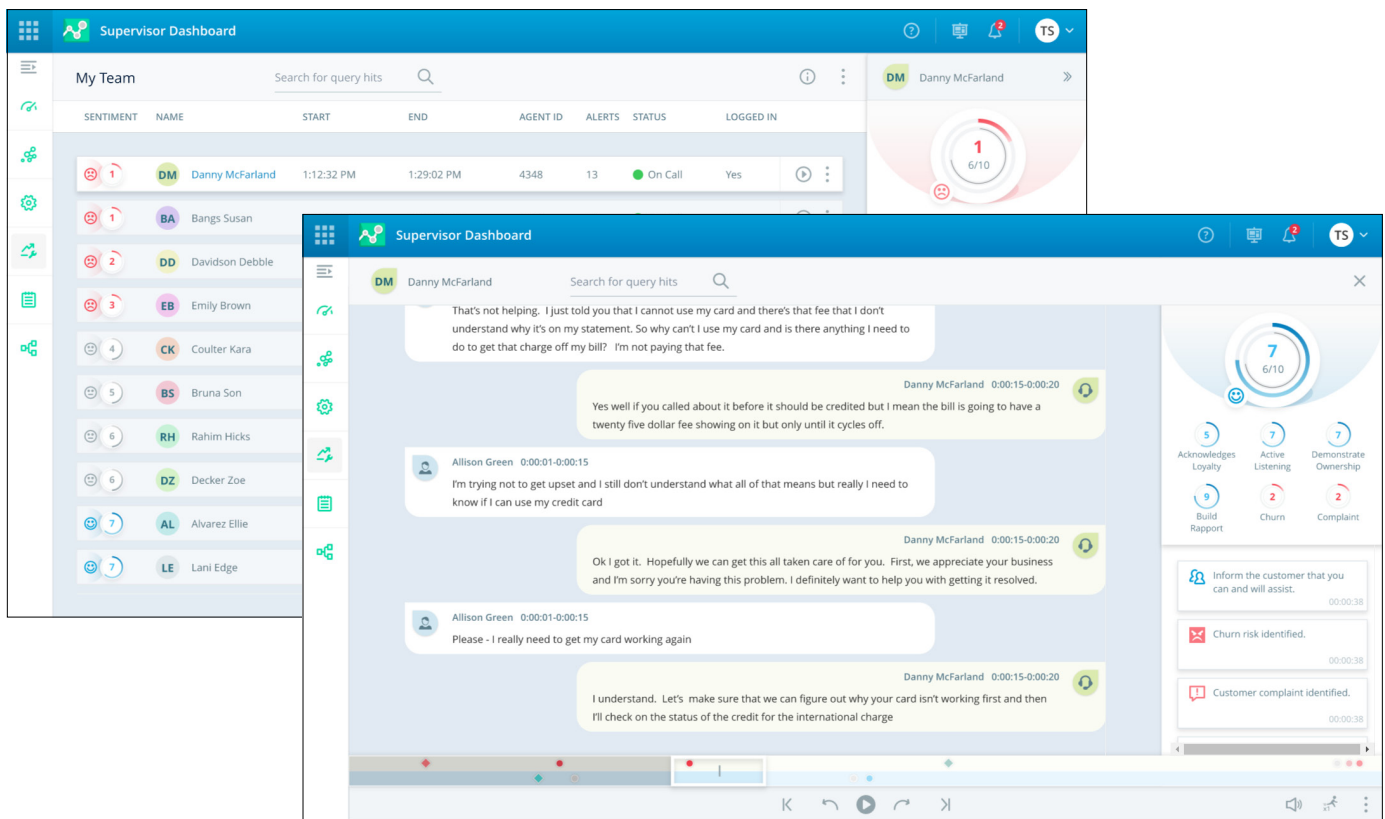 Supervisor Dashboard
2
TS
My Team
Search for query hits
DM
Danny McFarland
SENTIMENT NAME START END AGENT ID ALERTS STATUS LOGGED IN
1 DM Danny McFarland 1:12:32 PM 1:29:02 PM 4348 13 On Call Yes
1
6/10
1 BA Bangs Susan
2 DD Davidson Debble
3 EB Emily Brown
4 CK Coulter Kara
5 BS Bruna Son
6 RH Rahim Hicks
6 DZ Decker Zoe
7 AL Alvarez Ellie
7 LE Lani Edge
Supervisor Dashboard
2
TS
DM
Danny McFarland
Search for query hits
That's not helping. I just told you that I cannot use my card and there's that fee that I don't
understand why it's on my statement. So why can't I use my card and is there anything I need to
do to get that charge off my bill? I'm not paying that fee.
Danny McFarland 0:00:15-0:00:20
Yes well if you called about it before it should be credited but I mean the bill is going to have a
twenty five dollar fee showing on it but only until it cycles off.
Allison Green 0:00:01-0:00:15
I'm trying not to get upset and I still don't understand what all of that means but really I need to
know if I can use my credit card
Danny McFarland 0:00:15-0:00:20
Ok I got it. Hopefully we can get this all taken care of for you. First, we appreciate your business
and I'm sorry you're having this problem. I definitely want to help you with getting it resolved.
Allison Green 0:00:01-0:00:15
Please - I really need to get my card working again
Danny McFarland 0:00:15-0:00:20
I understand. Let's make sure that we can figure out why your card isn't working first and then
I'll check on the status of the credit for the international charge
7
6/10
5 7 7
Acknowledges Active Demonstrate
Loyalty Listening Ownership
9 2 2
Build Churn Complaint
Rapport
Inform the customer that you
can and will assist.
00:00:38
Churn risk identified.
00:00:38
Customer complaint identified.
00:00:38